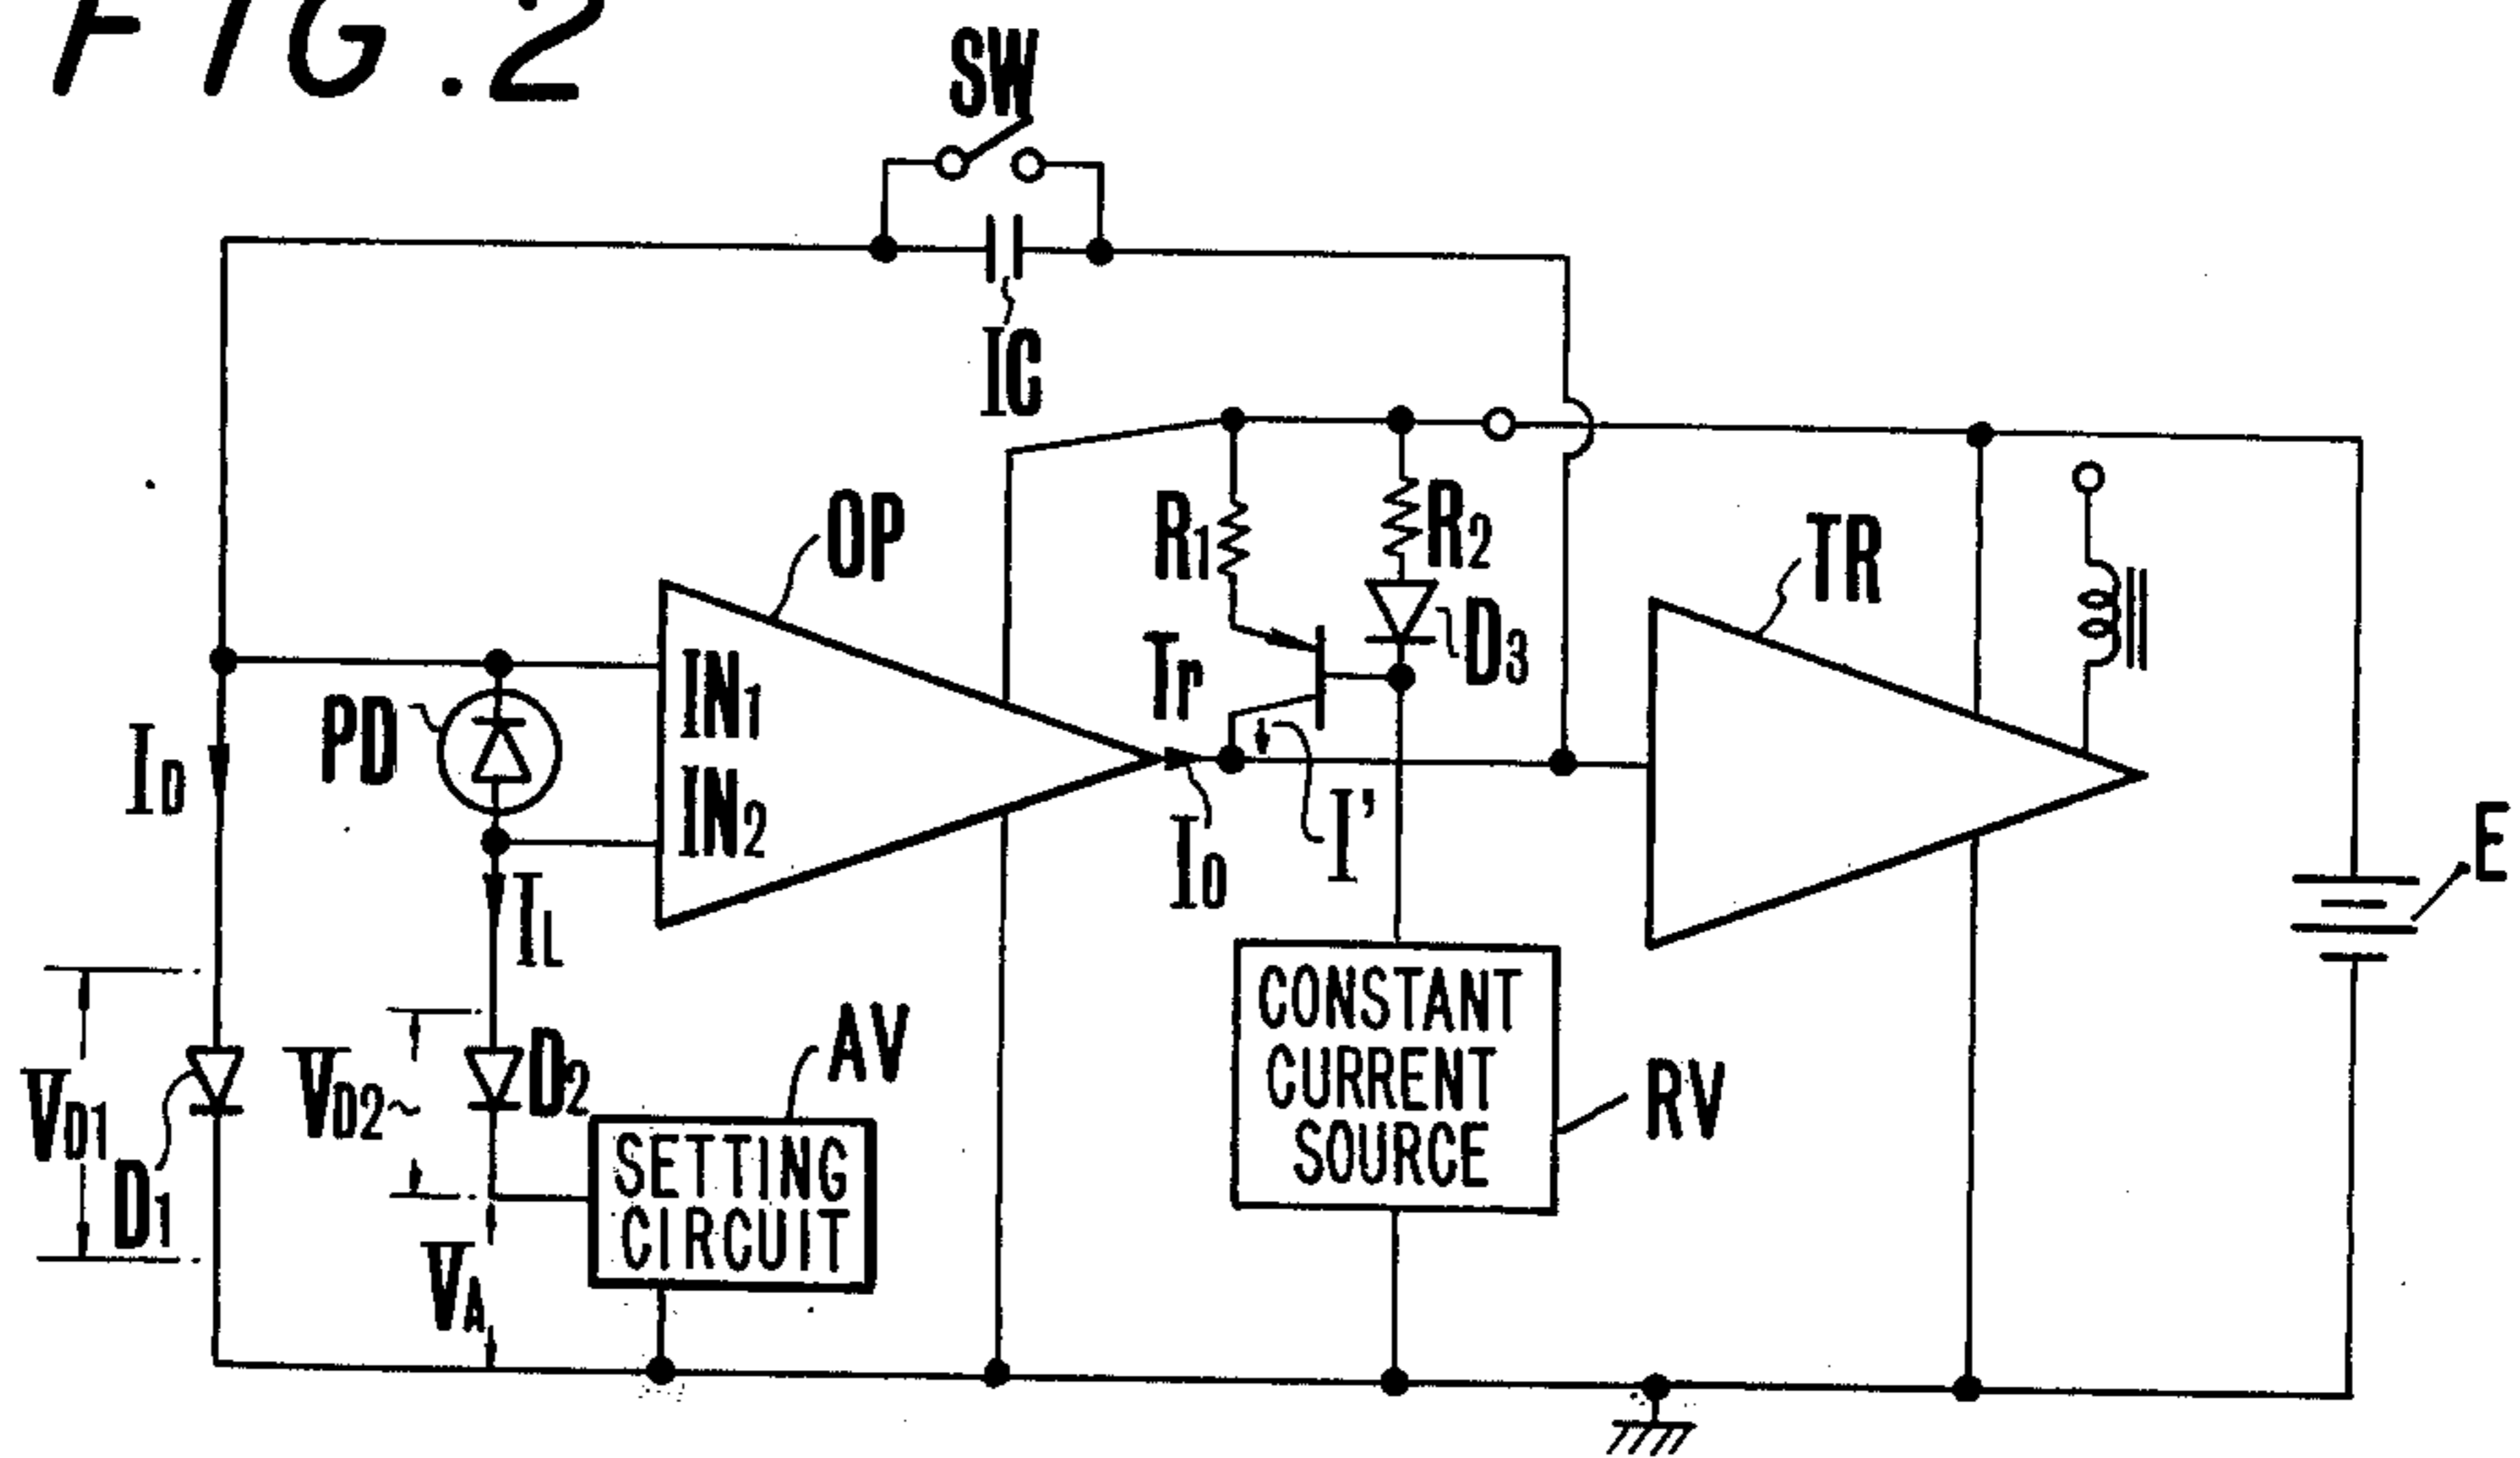 FIG.2
SW
IC
OP
R1
R2
TR
D3
Tr
IN1
PD
ID
IN2
I'
IO
E
IL
AV
D2
CONSTANT
CURRENT
SOURCE
RV
VD1
VD2
D1
SETTING
CIRCUIT
VA